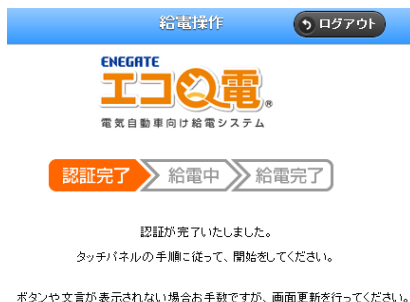 給電操作
ログアウト
ENEGATE
エコQ電®
電気自動車向け給電システム
認証完了
給電中
給電完了
認証が完了いたしました。
タッチパネルの手順に従って、開始をしてください。
ボタンや文言が表示されない場合お手数ですが、画面更新を行ってください。